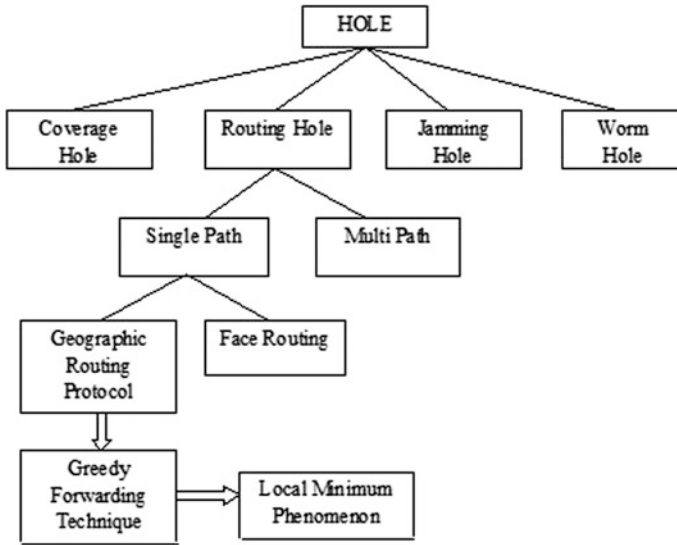 HOLE
Coverage
Hole
Routing Hole
Jamming
Hole
Worm
Hole
Single Path
Multi Path
Geographic
Routing
Protocol
Face Routing
Greedy
Forwarding
Technique
Local Minimum
Phenomenon